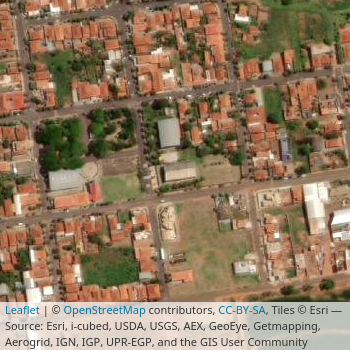 Leaflet | © OpenStreetMap contributors, CC-BY-SA, Tiles © Esri —
Source: Esri, i-cubed, USDA, USGS, AEX, GeoEye, Getmapping,
Aerogrid, IGN, IGP, UPR-EGP, and the GIS User Community